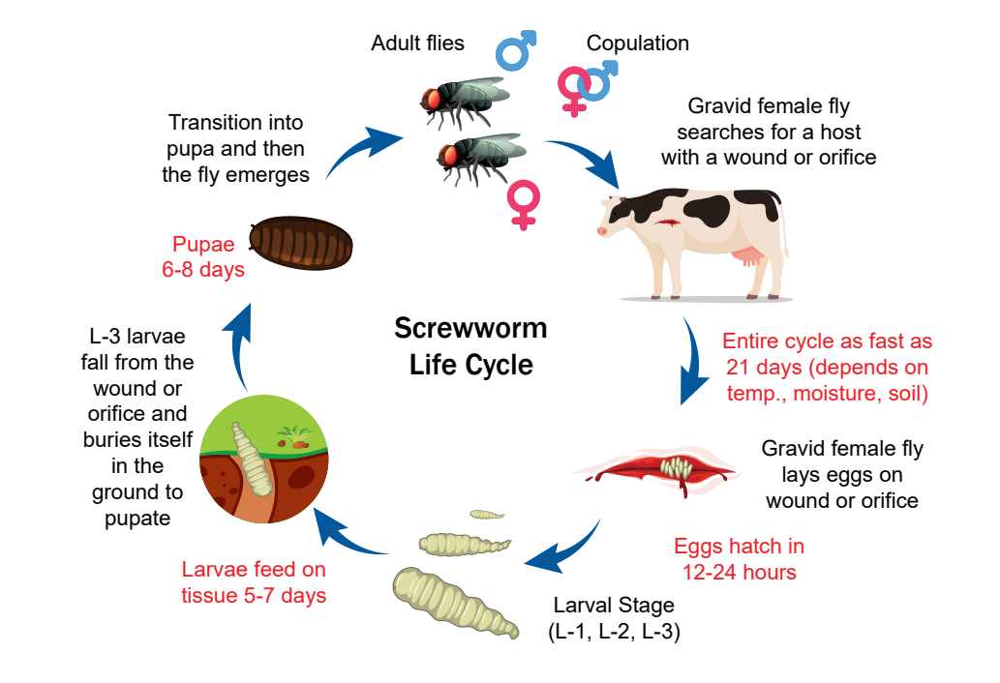 Adult flies
Copulation
Gravid female fly
searches for a host
with a wound or orifice
Entire cycle as fast as
21 days (depends on
temp., moisture, soil)
Gravid female fly
lays eggs on
wound or orifice
Eggs hatch in
12-24 hours
Larval Stage
(L-1, L-2, L-3)
Larvae feed on
tissue 5-7 days
L-3 larvae
fall from the
wound or
orifice and
buries itself
in the
ground to
pupate
Pupae
6-8 days
Transition into
pupa and then
the fly emerges
Screwworm
Life Cycle